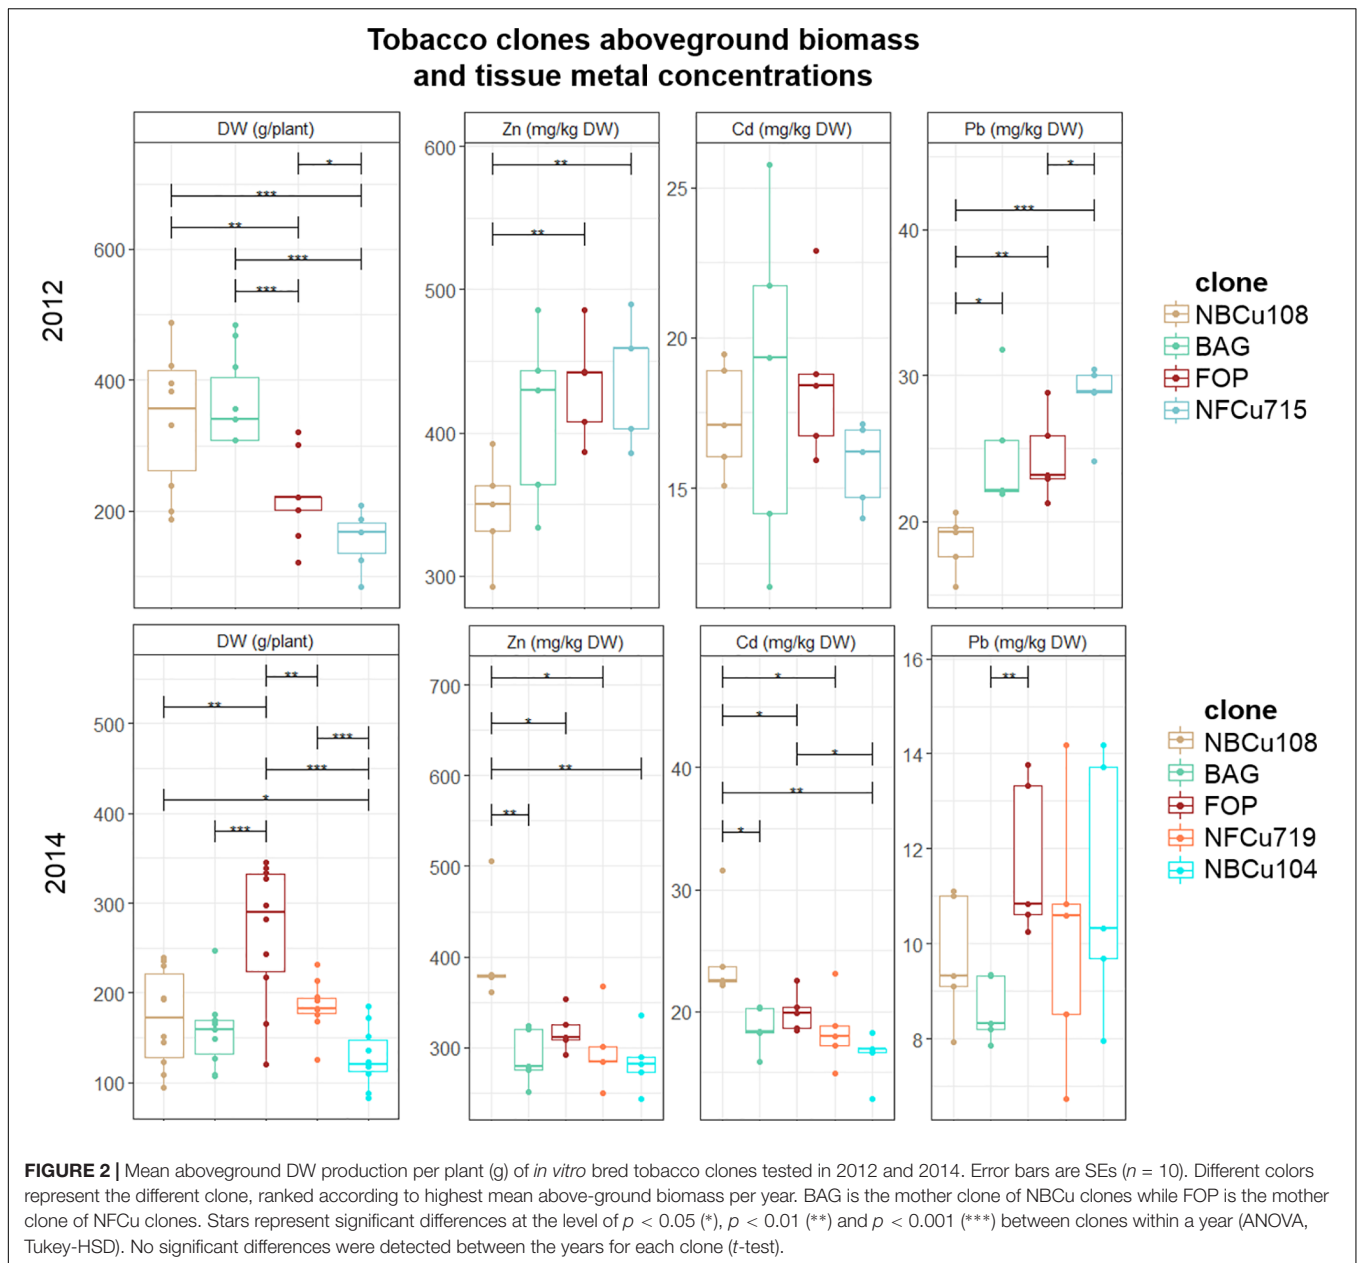 Tobacco clones aboveground biomass
and tissue metal concentrations
2012
DW (g/plant)
600
400
200
*
***
**
***
***
Zn (mg/kg DW)
600
500
400
300
**
**
Cd (mg/kg DW)
25
20
15
Pb (mg/kg DW)
40
30
20
*
***
**
*
clone
NBCu108
BAG
FOP
NFCu715
2014
DW (g/plant)
500
400
300
200
100
**
**
***
***
*
***
Zn (mg/kg DW)
700
600
500
400
300
*
*
**
**
Cd (mg/kg DW)
40
30
20
*
*
*
**
*
Pb (mg/kg DW)
16
14
12
10
8
**
clone
NBCu108
BAG
FOP
NFCu719
NBCu104
FIGURE 2 | Mean aboveground DW production per plant (g) of in vitro bred tobacco clones tested in 2012 and 2014. Error bars are SEs (n = 10). Different colors
represent the different clone, ranked according to highest mean above-ground biomass per year. BAG is the mother clone of NBCu clones while FOP is the mother
clone of NFCu clones. Stars represent significant differences at the level of p < 0.05 (*), p < 0.01 (**) and p < 0.001 (***) between clones within a year (ANOVA,
Tukey-HSD). No significant differences were detected between the years for each clone (t-test).